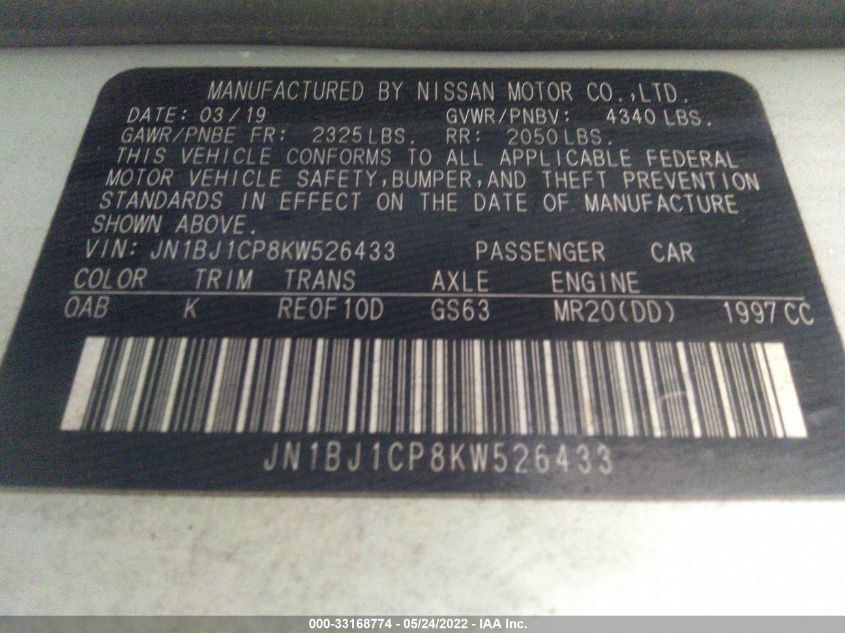 MANUFACTURED BY NISSAN MOTOR CO.,LTD.
DATE: 03/19 GVWR/PNBV: 4340 LBS.
GAWR/PNBE FR: 2325 LBS. RR: 2050 LBS.
THIS VEHICLE CONFORMS TO ALL APPLICABLE FEDERAL
MOTOR VEHICLE SAFETY,BUMPER,AND THEFT PREVENTION
STANDARDS IN EFFECT ON THE DATE OF MANUFACTURE
SHOWN ABOVE.
VIN: JN1BJ1CP8KW526433 PASSENGER CAR
COLOR TRIM TRANS AXLE ENGINE
QAB K RE0F10D GS63 MR20(DD) 1997 CC
JN1BJ1CP8KW526433
000-33168774 - 05/24/2022 - IAA Inc.